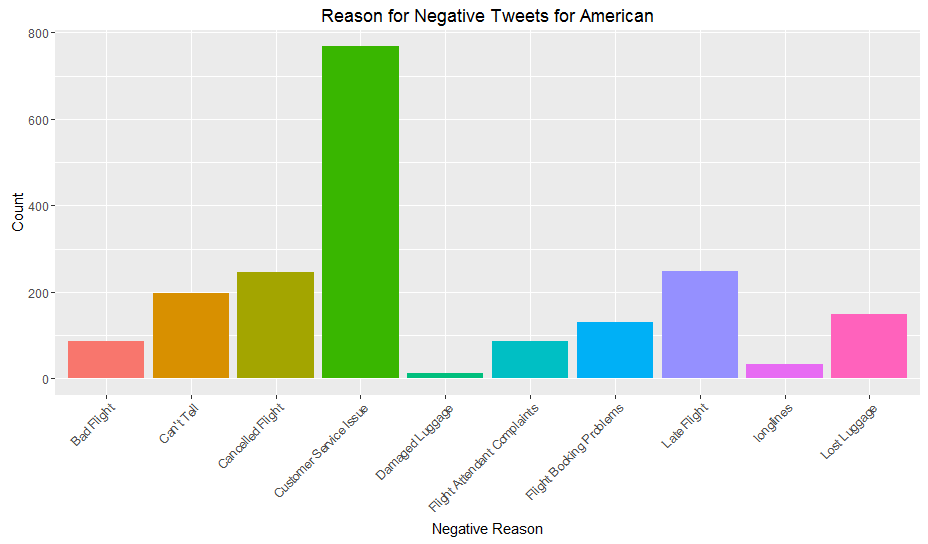 Reason for Negative Tweets for American
Count
800
600
400
200
0
Bad Flight
Can't Tell
Cancelled Flight
Customer Service Issue
Damaged Luggage
Flight Attendant Complaints
Flight Booking Problems
Late Flight
longlines
Lost Luggage
Negative Reason